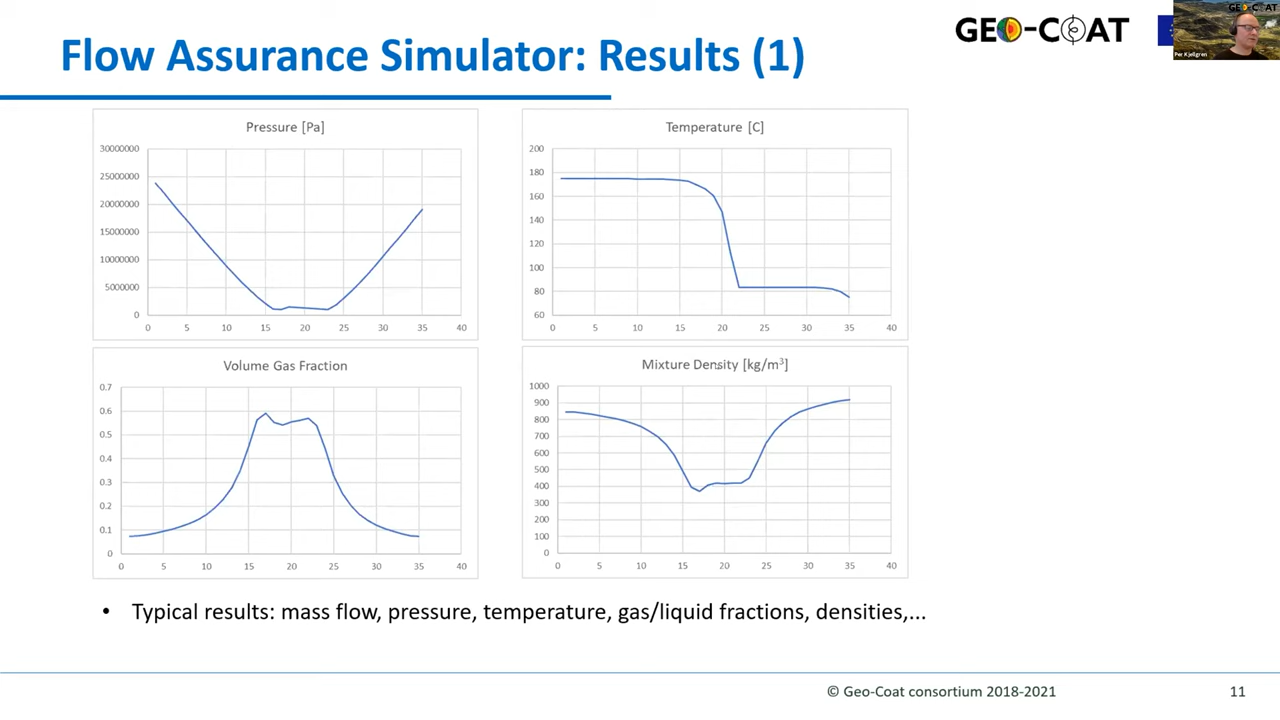 Flow Assurance Simulator: Results (1)
GEO-COAT
GEO-COAT
Per Kjellgren
Pressure [Pa]
30000000
25000000
20000000
15000000
10000000
5000000
0
0 5 10 15 20 25 30 35 40
Temperature [C]
200
180
160
140
120
100
80
60
0 5 10 15 20 25 30 35 40
Volume Gas Fraction
0.7
0.6
0.5
0.4
0.3
0.2
0.1
0
0 5 10 15 20 25 30 35 40
Mixture Density [kg/m³]
1000
900
800
700
600
500
400
300
200
100
0
0 5 10 15 20 25 30 35 40
• Typical results: mass flow, pressure, temperature, gas/liquid fractions, densities,...
© Geo-Coat consortium 2018-2021
11